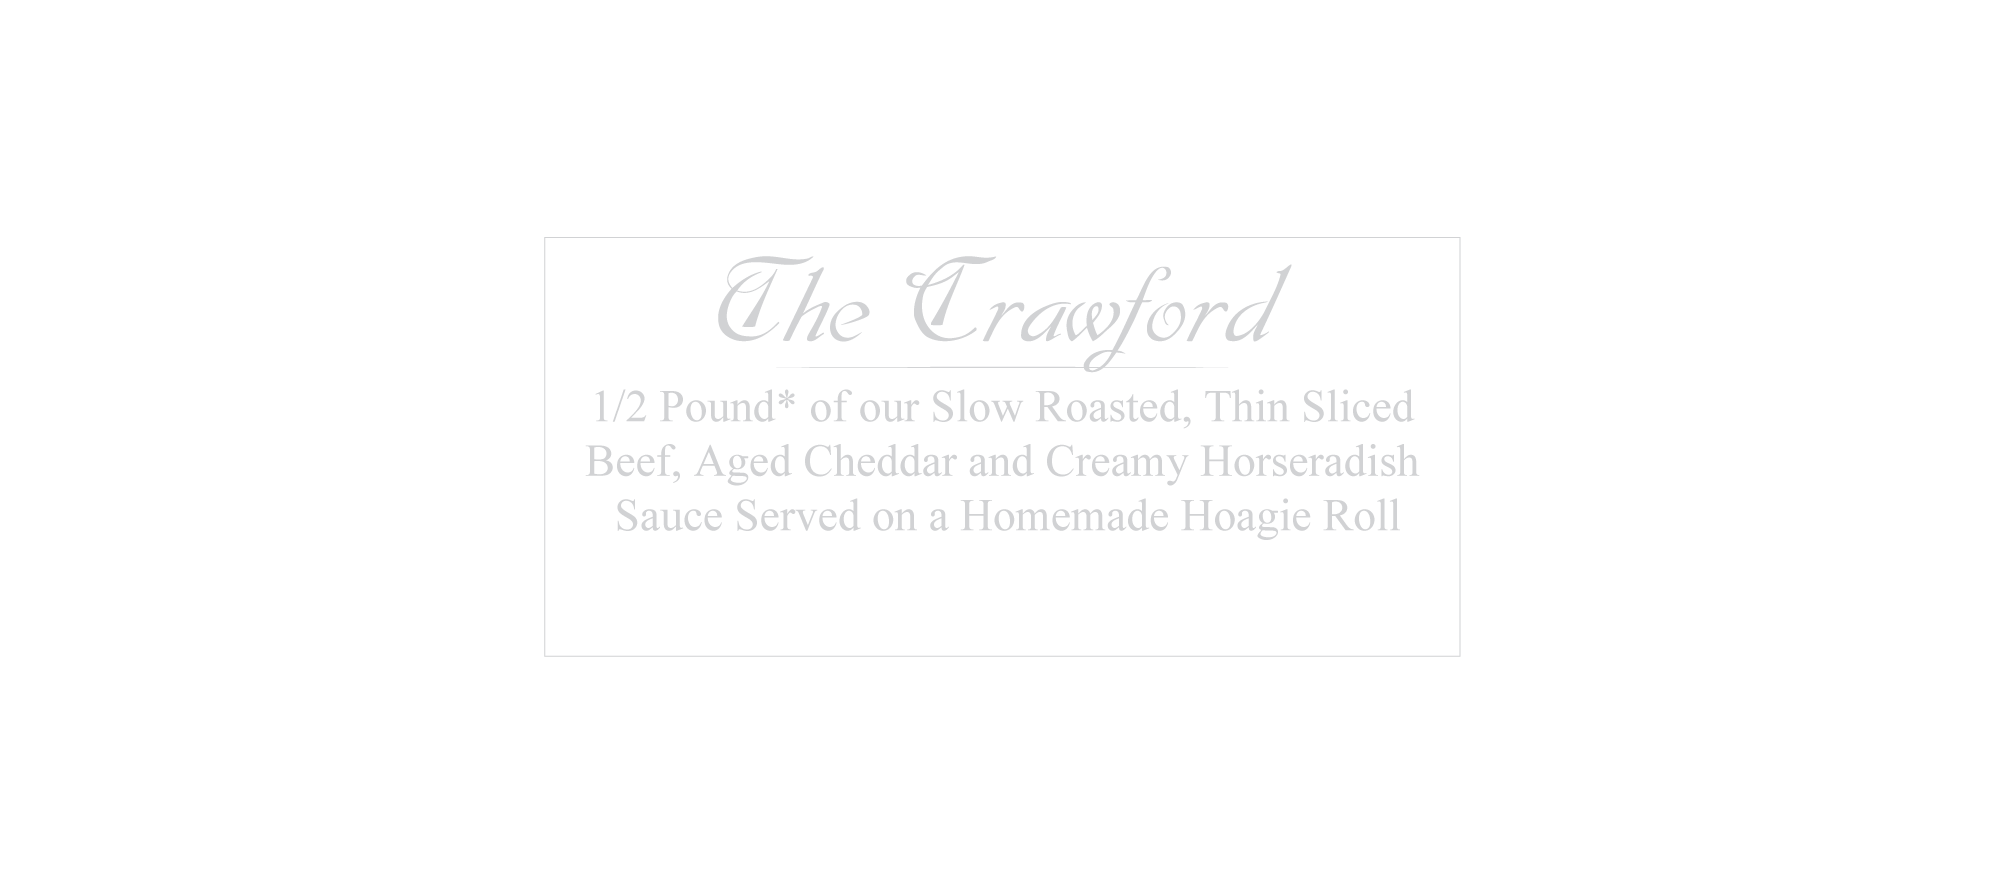 The Crawford
1/2 Pound* of our Slow Roasted, Thin Sliced
Beef, Aged Cheddar and Creamy Horseradish
Sauce Served on a Homemade Hoagie Roll